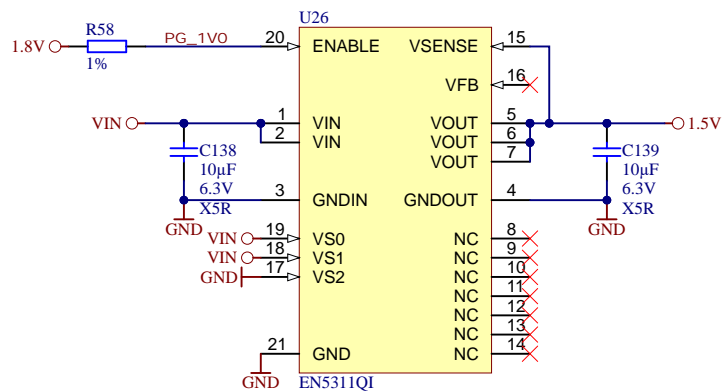 U26
R58
1.8V
1%
PG_1V0
20 ENABLE
VSENSE 15
VFB 16
VIN
1 VIN
2 VIN
VOUT 5
VOUT 6
VOUT 7
1.5V
C138
10µF
6.3V
X5R
GND
3 GNDIN
GNDOUT 4
C139
10µF
6.3V
X5R
GND
VIN 19 VS0
VIN 18 VS1
GND 17 VS2
NC 8
NC 9
NC 10
NC 11
NC 12
NC 13
NC 14
21 GND
GND
EN5311QI